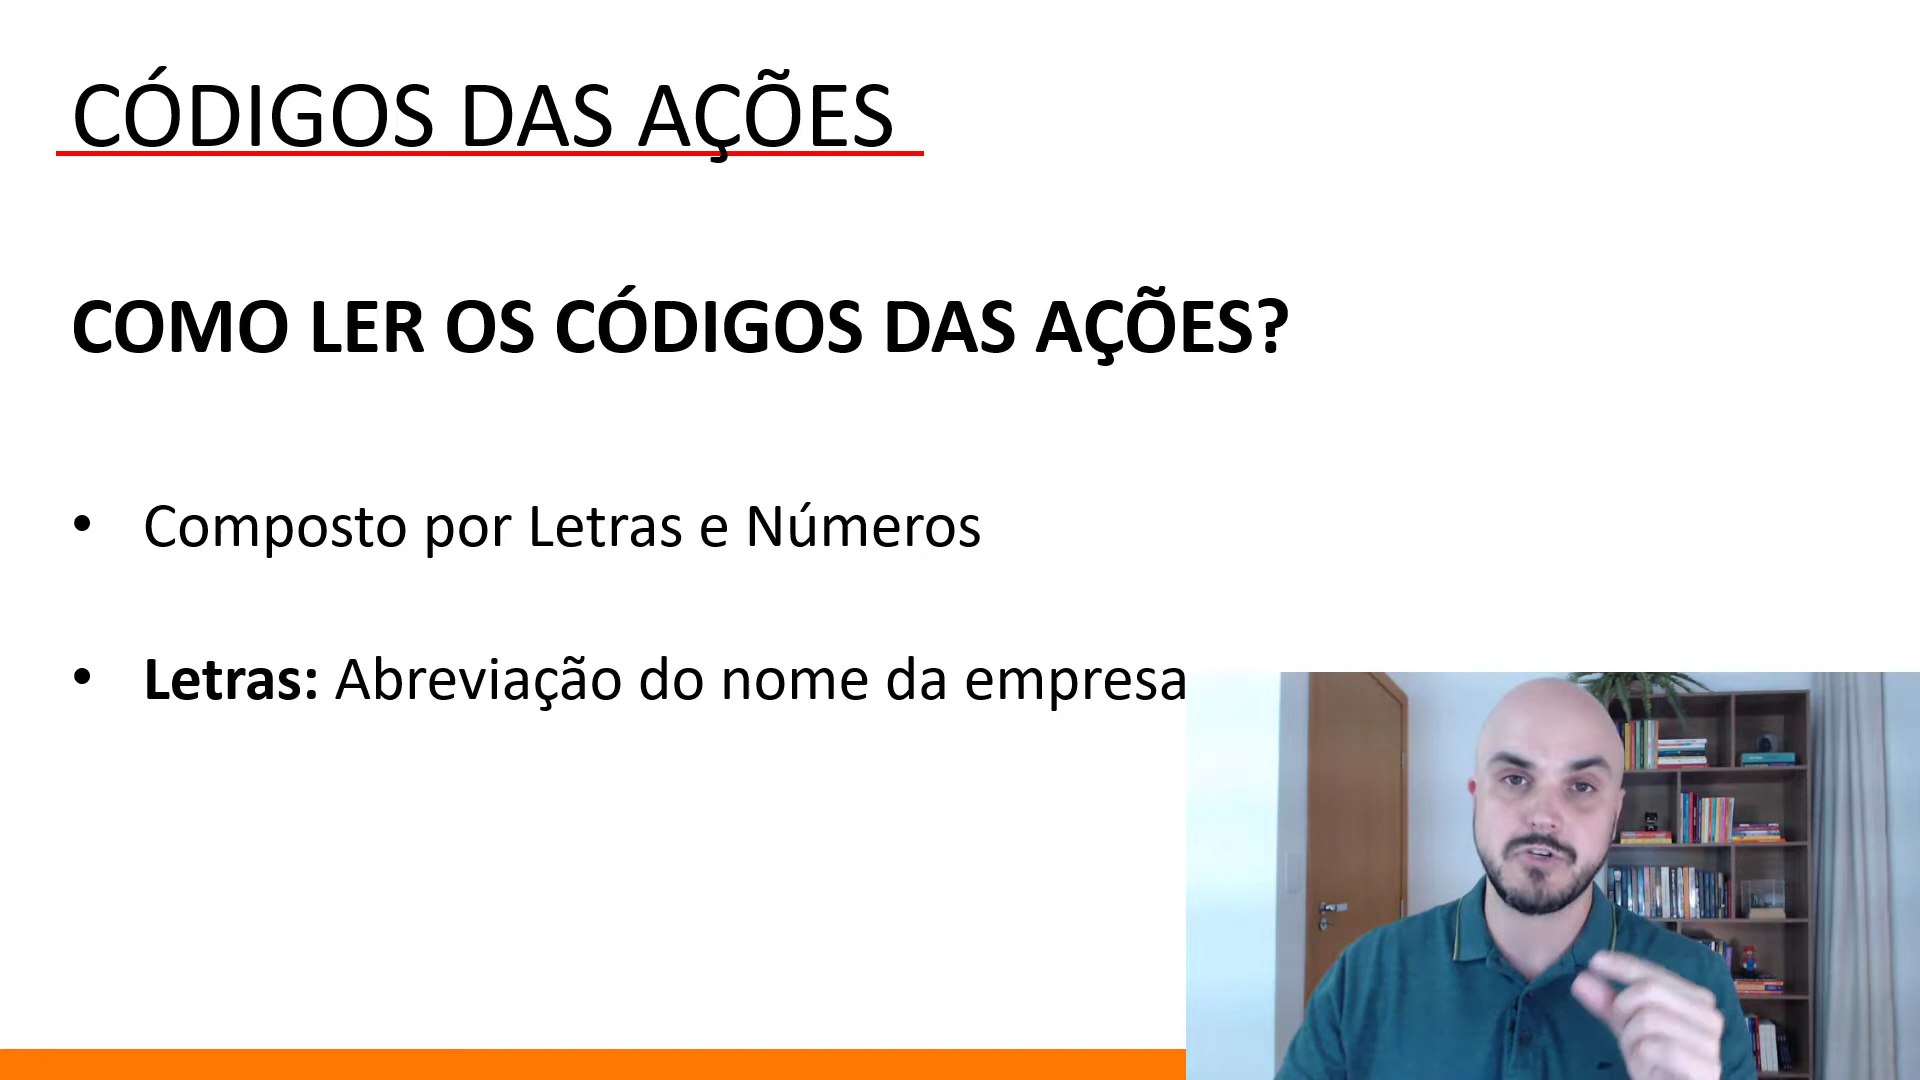 CÓDIGOS DAS AÇÕES
COMO LER OS CÓDIGOS DAS AÇÕES?
• Composto por Letras e Números
• Letras: Abreviação do nome da empresa